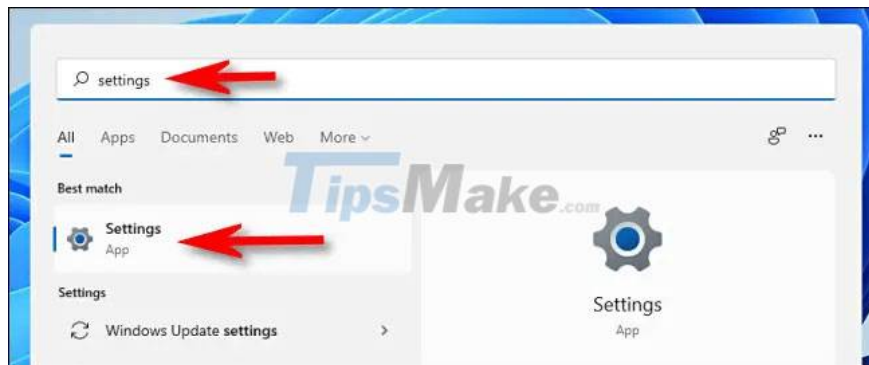 settings
All Apps Documents Web More
TipsMake.com
Best match
Settings
App
Settings
Windows Update settings
Settings
App